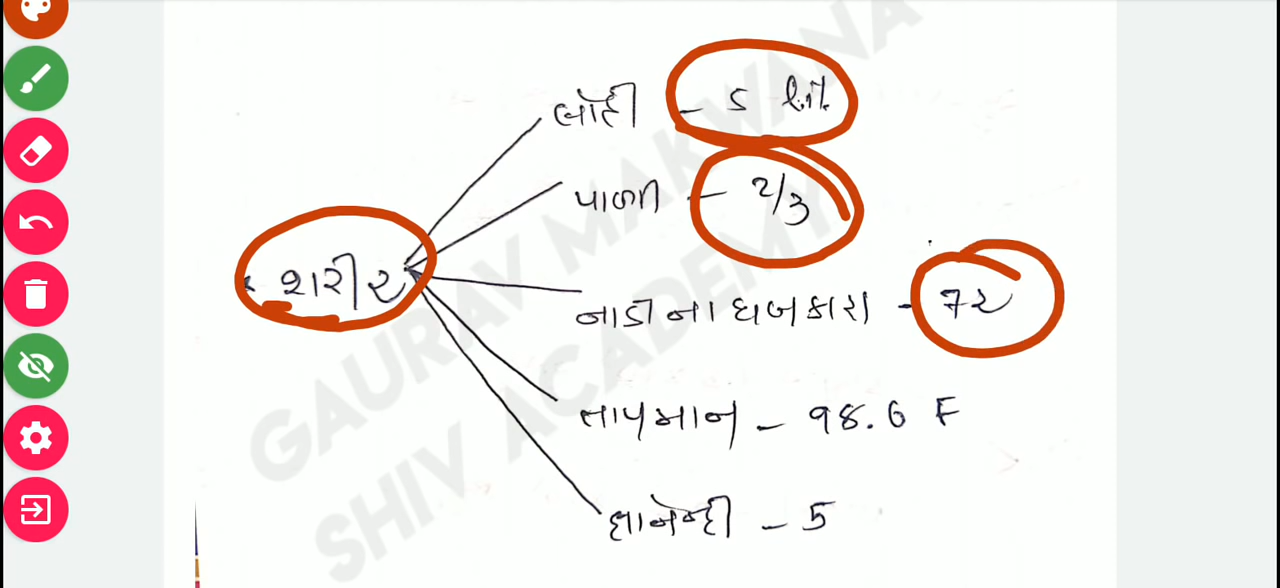 લોહી - 5 લી.
પાણી - 2/3
શરીર
નાડીના ધબકારા - 72
તાપમાન - 98.6 F
જ્ઞાનેન્દ્રી - 5
GAURAV MAKWANA
SHIV ACADEMY